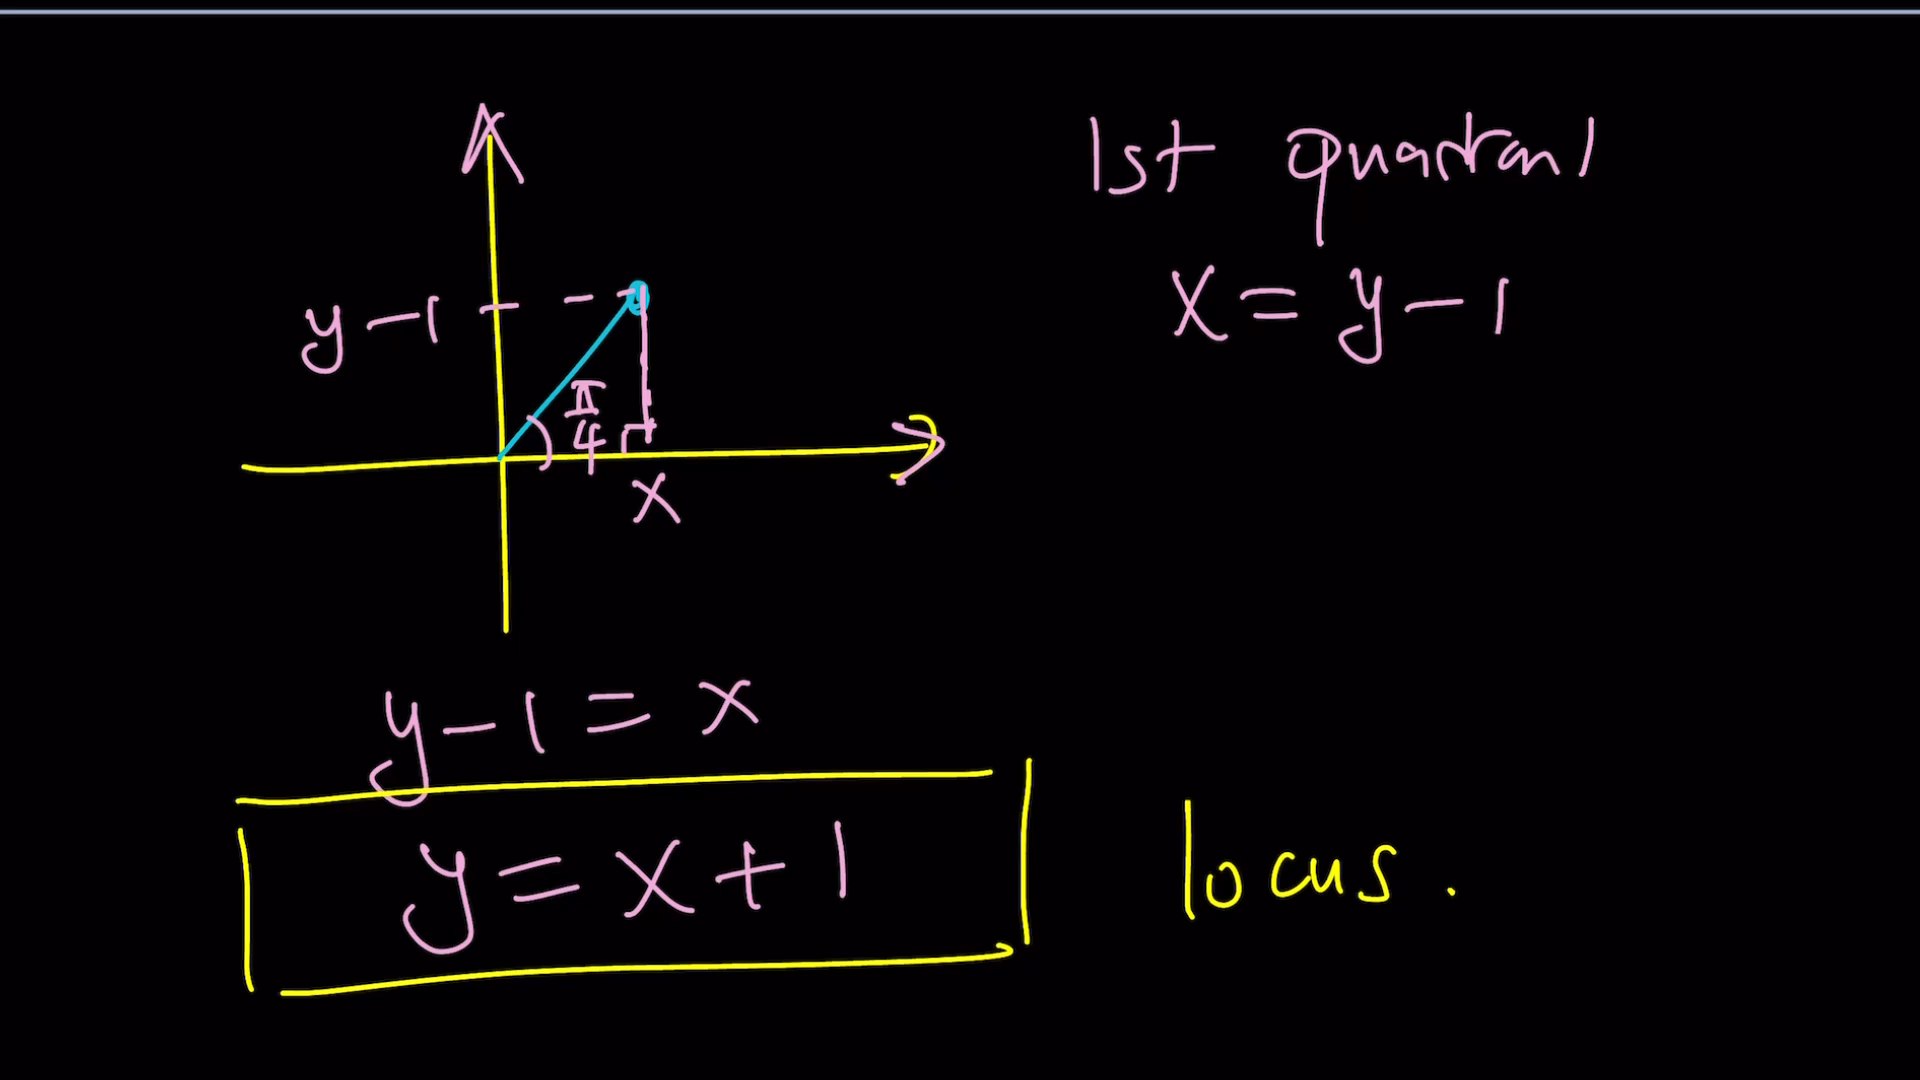 1st quadrant
x = y - 1
y - 1
π/4
x
y - 1 = x
y = x + 1
locus.